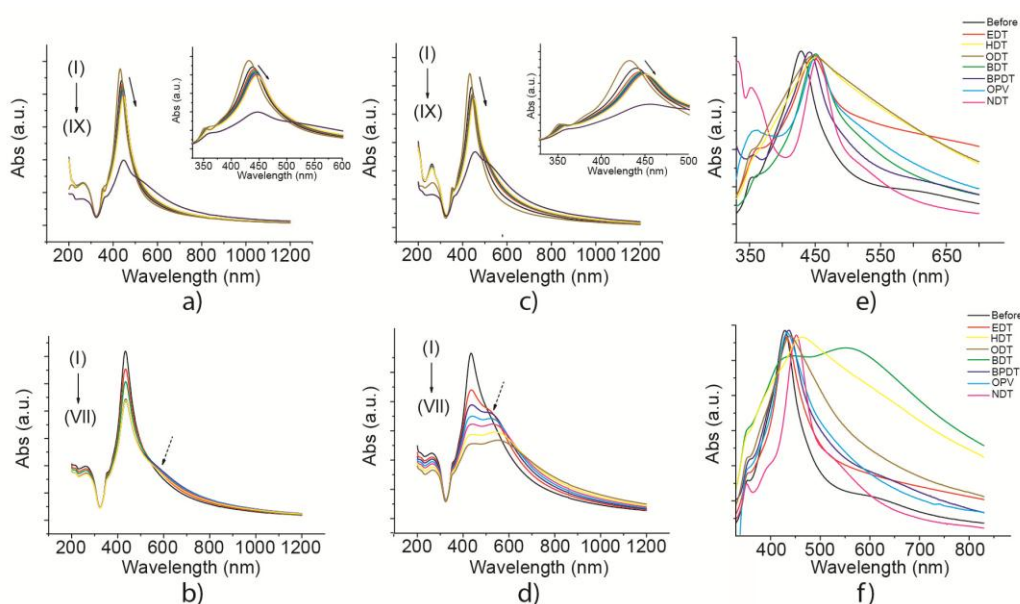 Abs (a.u.)
(I)
(IX)
Abs (a.u.)
350 400 450 500 550 600
Wavelength (nm)
200 400 600 800 1000 1200
Wavelength (nm)
a)
Abs (a.u.)
(I)
(IX)
Abs (a.u.)
350 400 450 500
Wavelength (nm)
200 400 600 800 1000 1200
Wavelength (nm)
c)
Abs (a.u.)
Before
EDT
HDT
ODT
BDT
BPDT
OPV
NDT
350 450 550 650
Wavelength (nm)
e)
Abs (a.u.)
(I)
(VII)
200 400 600 800 1000 1200
Wavelength (nm)
b)
Abs (a.u.)
(I)
(VII)
200 400 600 800 1000 1200
Wavelength (nm)
d)
Abs (a.u.)
Before
EDT
HDT
ODT
BDT
BPDT
OPV
NDT
400 500 600 700 800
Wavelength (nm)
f)